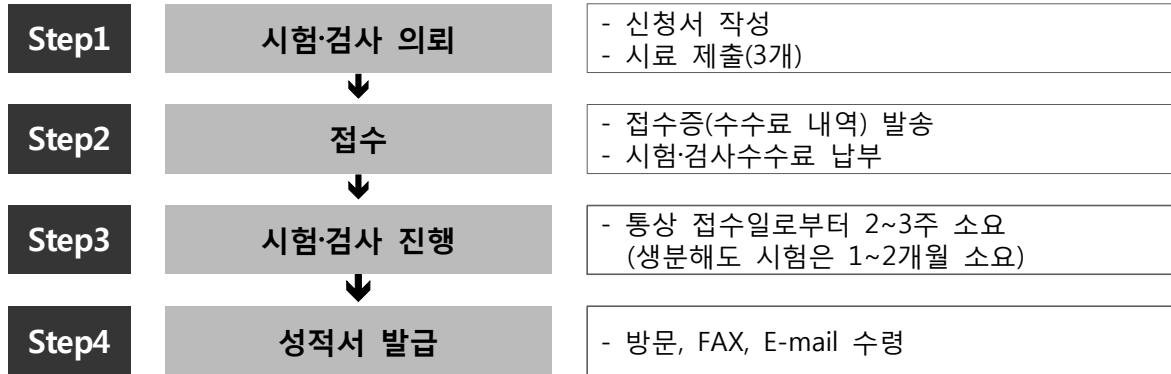 Step1
시험·검사 의뢰
- 신청서 작성
- 시료 제출(3개)
Step2
접수
- 접수증(수수료 내역) 발송
- 시험·검사수수료 납부
Step3
시험·검사 진행
- 통상 접수일로부터 2~3주 소요
(생분해도 시험은 1~2개월 소요)
Step4
성적서 발급
- 방문, FAX, E-mail 수령